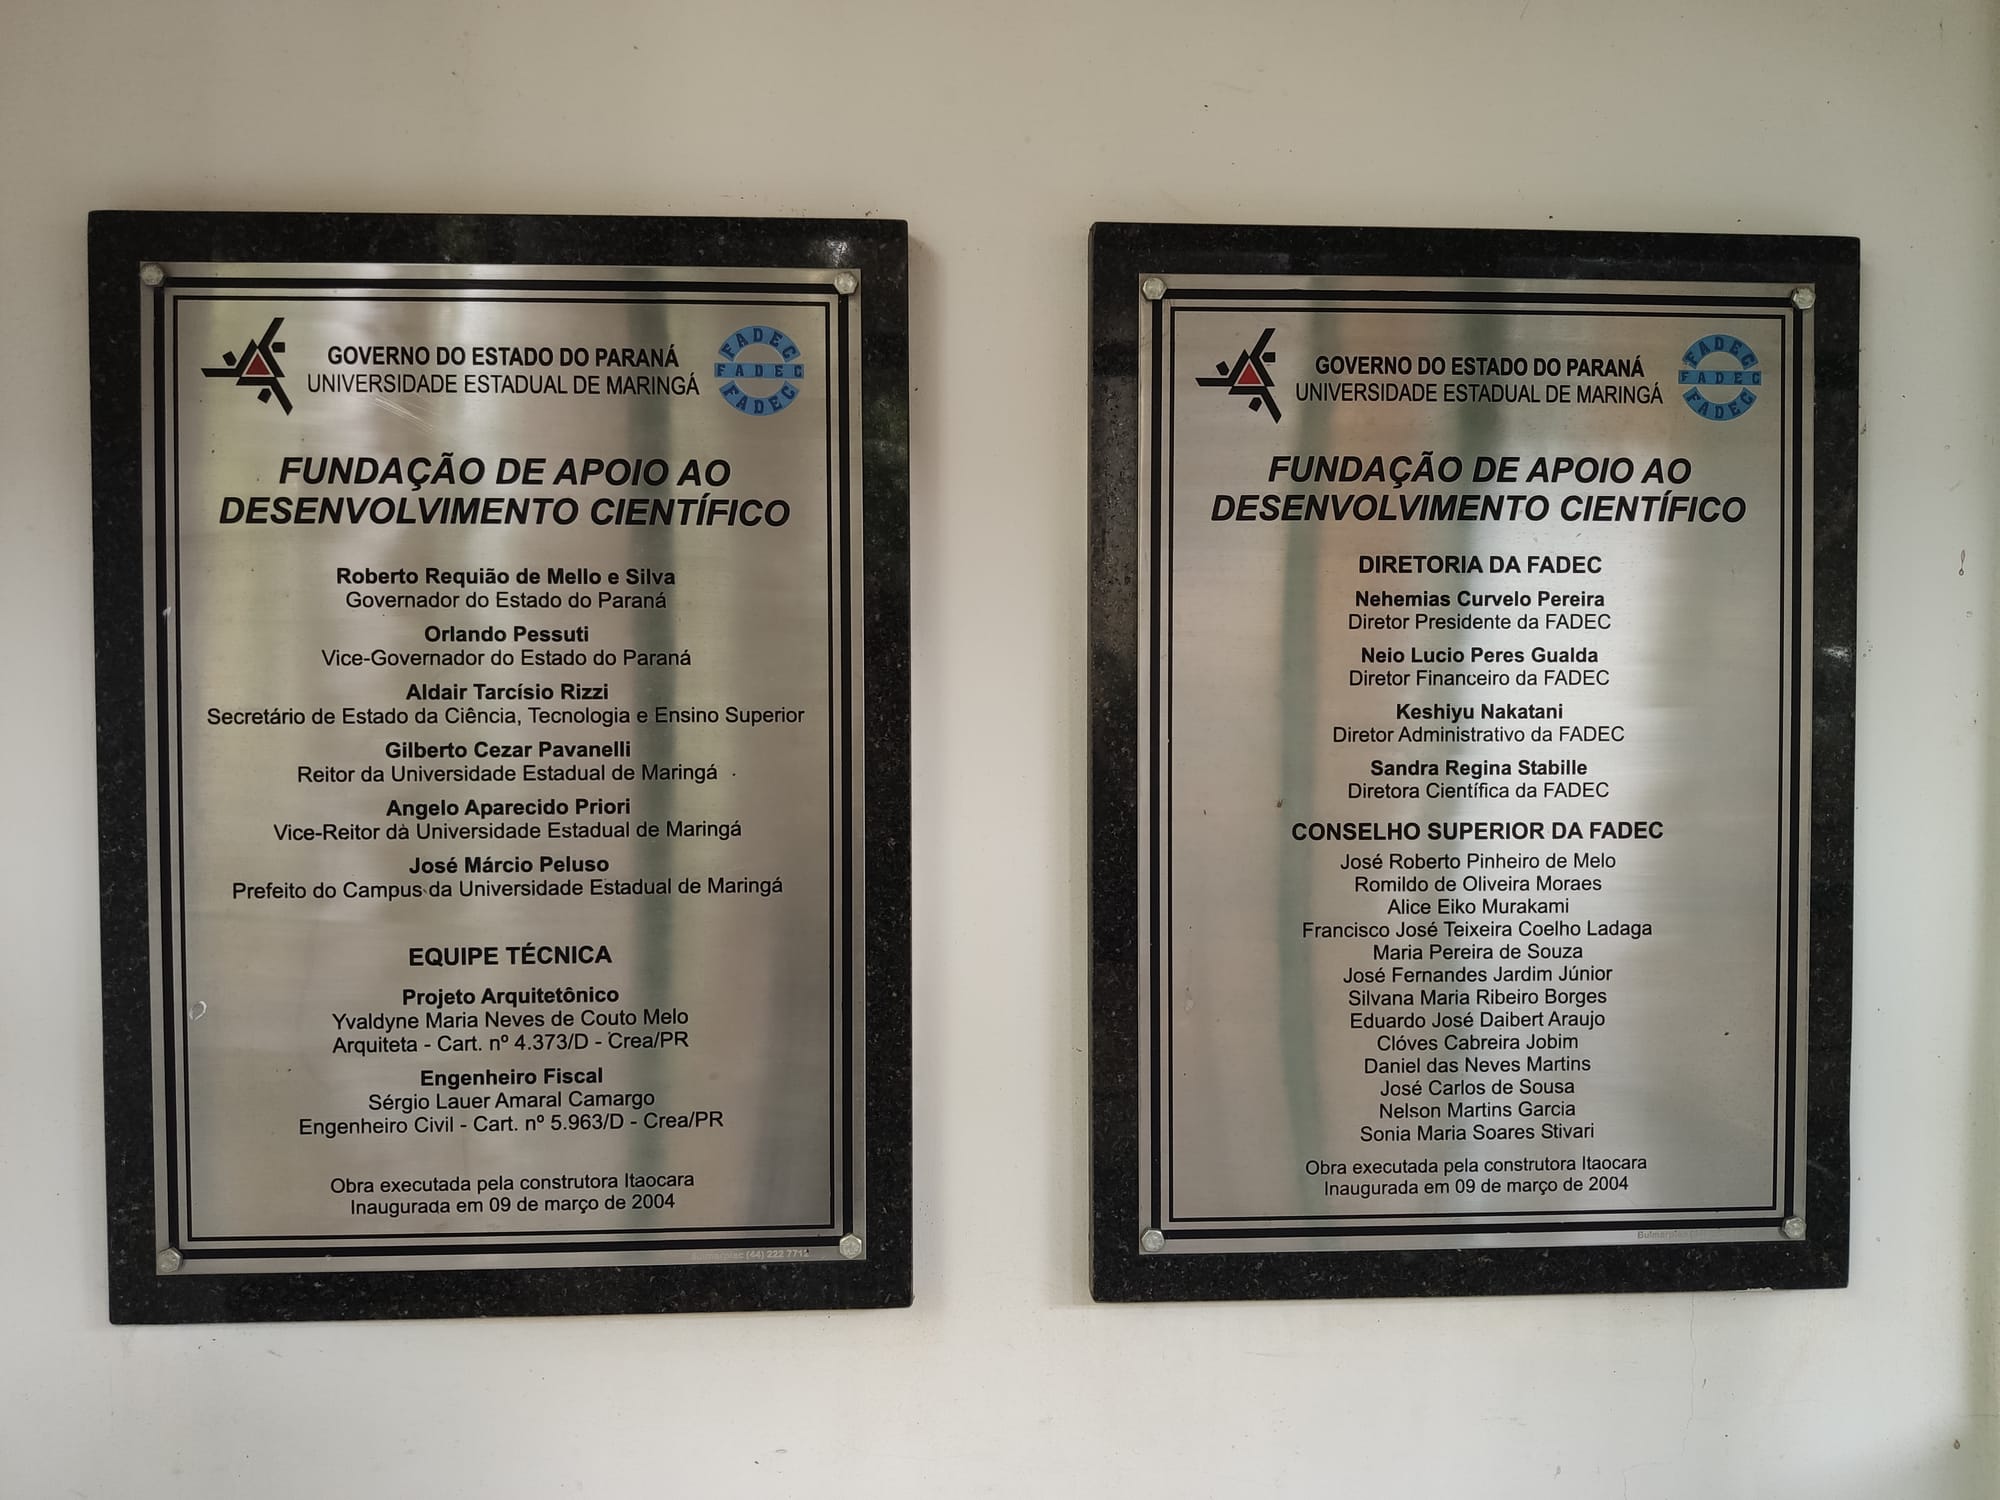 GOVERNO DO ESTADO DO PARANÁ
UNIVERSIDADE ESTADUAL DE MARINGÁ
FADEC
FADEC
FADEC
FUNDAÇÃO DE APOIO AO
DESENVOLVIMENTO CIENTÍFICO
Roberto Requião de Mello e Silva
Governador do Estado do Paraná
Orlando Pessuti
Vice-Governador do Estado do Paraná
Aldair Tarcísio Rizzi
Secretário de Estado da Ciência, Tecnologia e Ensino Superior
Gilberto Cezar Pavanelli
Reitor da Universidade Estadual de Maringá
Angelo Aparecido Priori
Vice-Reitor da Universidade Estadual de Maringá
José Márcio Peluso
Prefeito do Campus da Universidade Estadual de Maringá
EQUIPE TÉCNICA
Projeto Arquitetônico
Yvaldyne Maria Neves de Couto Melo
Arquiteta - Cart. nº 4.373/D - Crea/PR
Engenheiro Fiscal
Sérgio Lauer Amaral Camargo
Engenheiro Civil - Cart. nº 5.963/D - Crea/PR
Obra executada pela construtora Itaocara
Inaugurada em 09 de março de 2004
(44) 222
GOVERNO DO ESTADO DO PARANÁ
UNIVERSIDADE ESTADUAL DE MARINGÁ
FADEC
FADEC
FADEC
FUNDAÇÃO DE APOIO AO
DESENVOLVIMENTO CIENTÍFICO
DIRETORIA DA FADEC
Nehemias Curvelo Pereira
Diretor Presidente da FADEC
Neio Lucio Peres Gualda
Diretor Financeiro da FADEC
Keshiyu Nakatani
Diretor Administrativo da FADEC
Sandra Regina Stabille
Diretora Científica da FADEC
CONSELHO SUPERIOR DA FADEC
José Roberto Pinheiro de Melo
Romildo de Oliveira Moraes
Alice Eiko Murakami
Francisco José Teixeira Coelho Ladaga
Maria Pereira de Souza
José Fernandes Jardim Júnior
Silvana Maria Ribeiro Borges
Eduardo José Daibert Araujo
Clóves Cabreira Jobim
Daniel das Neves Martins
José Carlos de Sousa
Nelson Martins Garcia
Sonia Maria Soares Stivari
Obra executada pela construtora Itaocara
Inaugurada em 09 de março de 2004